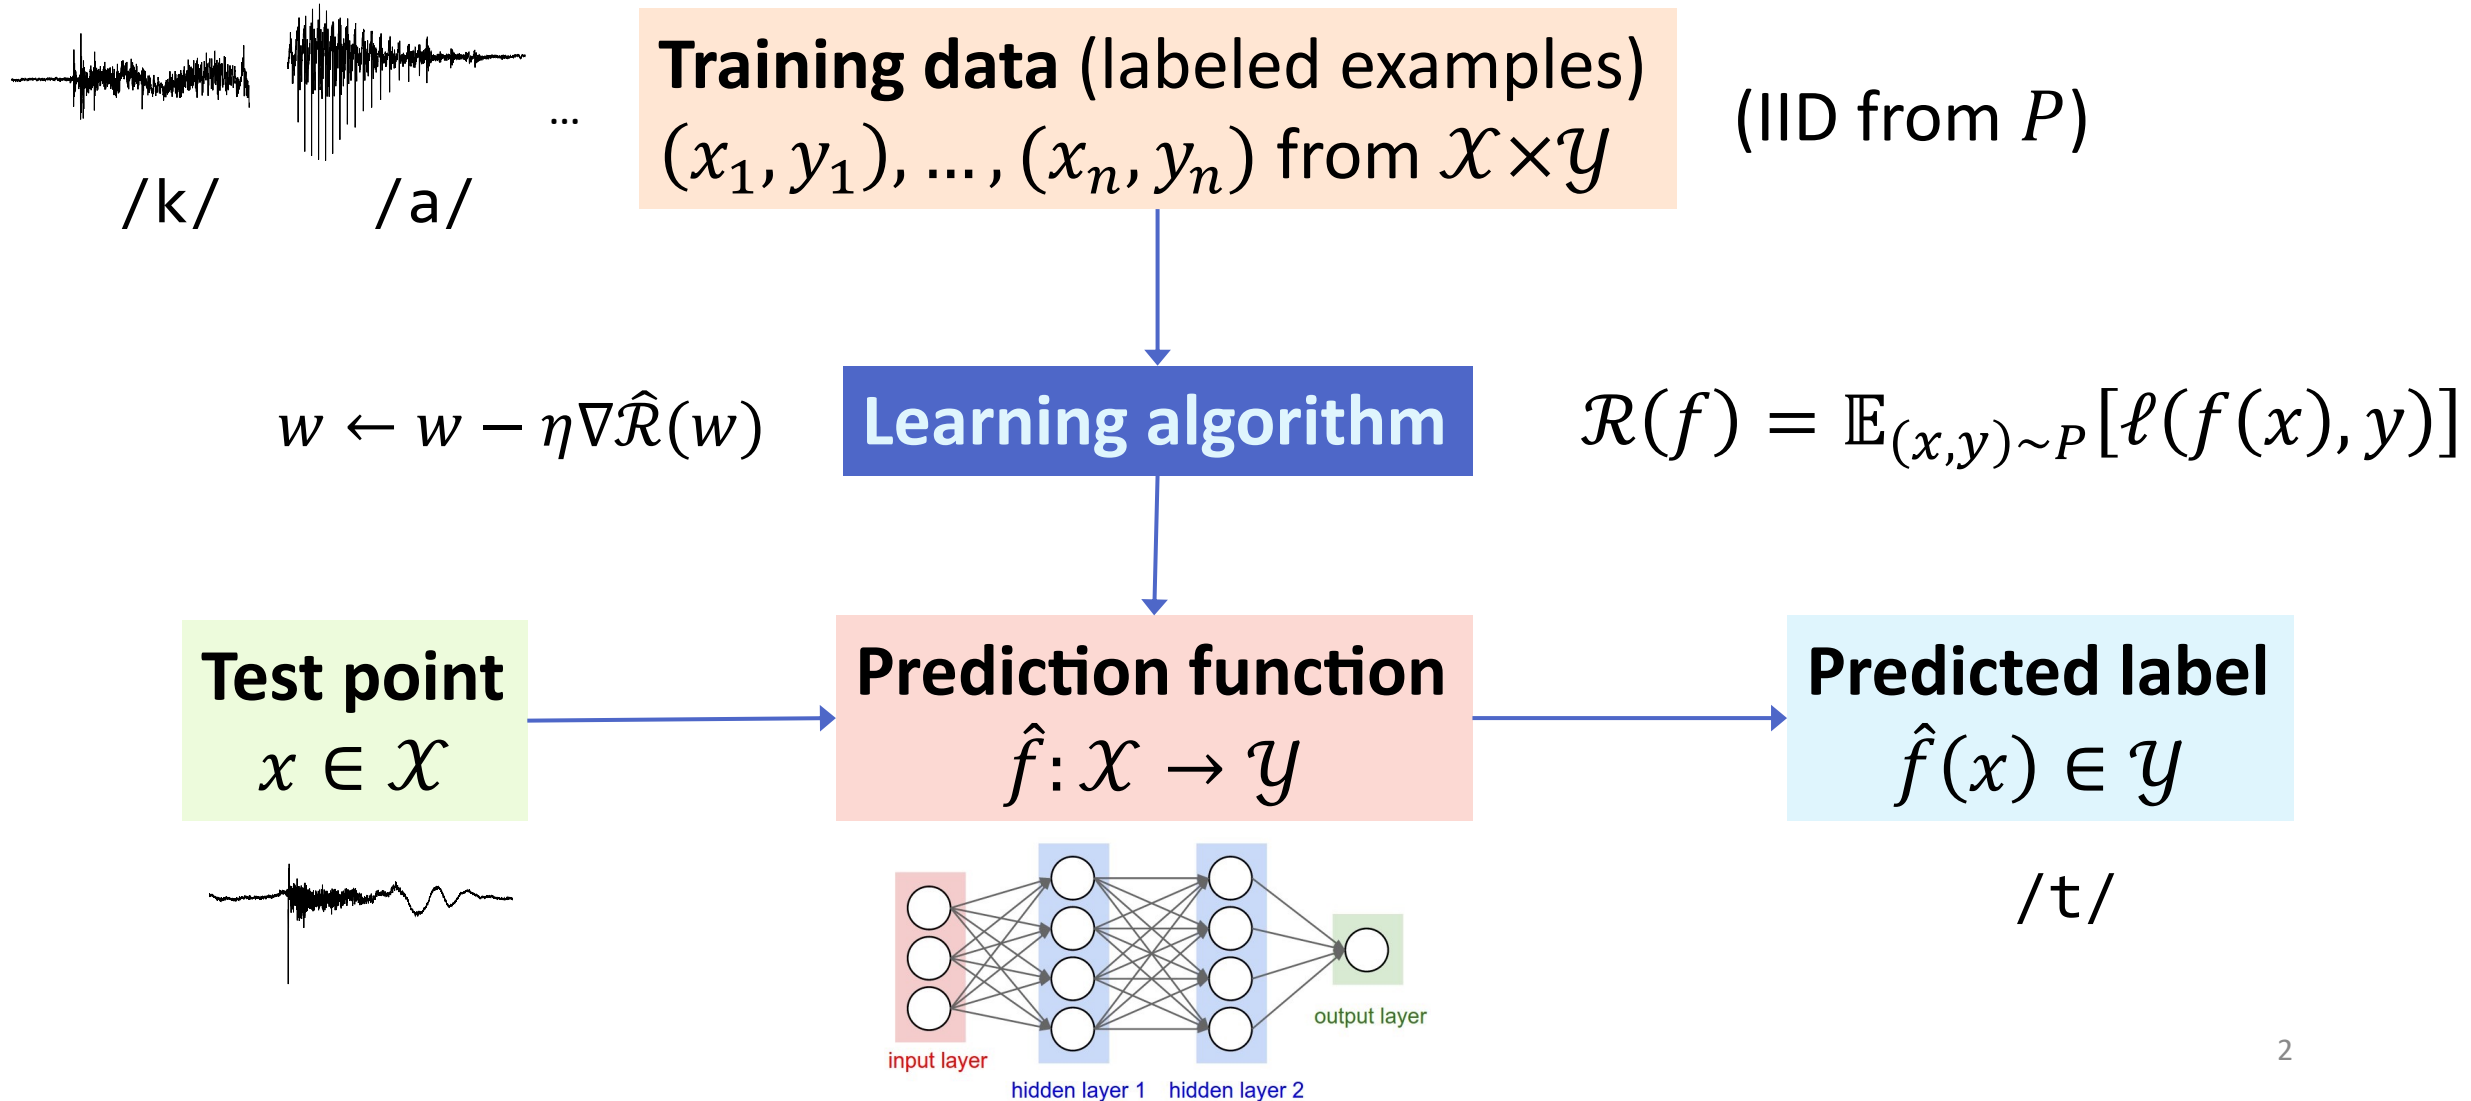 Training data (labeled examples)
(x₁, y₁), … , (xₙ, yₙ) from 𝒳×𝒴
(IID from P)
…
/k/ /a/
w ← w − η∇ℛ̂(w)
Learning algorithm
ℛ(f) = 𝔼₍ₓ,y₎~P[ℓ(f(x), y)]
Test point
x ∈ 𝒳
Prediction function
f̂: 𝒳 → 𝒴
Predicted label
f̂(x) ∈ 𝒴
/t/
input layer
hidden layer 1
hidden layer 2
output layer
2